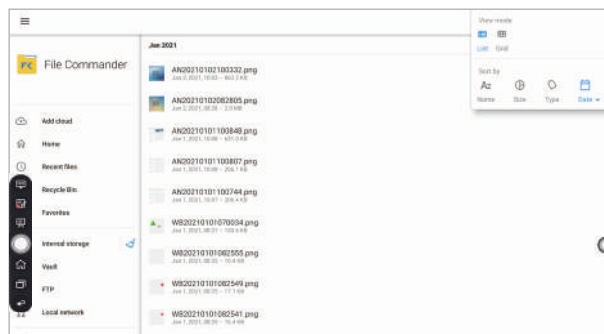 File Commander
Add cloud
Home
Recent files
Recycle Bin
Favorites
Internal storage
Vault
FTP
Local network
Jan 2021
AN20210102100332.png
AN20210102082805.png
AN20210101100848.png
AN20210101100807.png
AN20210101100744.png
WB20210101070034.png
WB20210101082555.png
WB20210101082549.png
WB20210101082541.png
View mode
List Grid
Sort by
Name Size Type Date